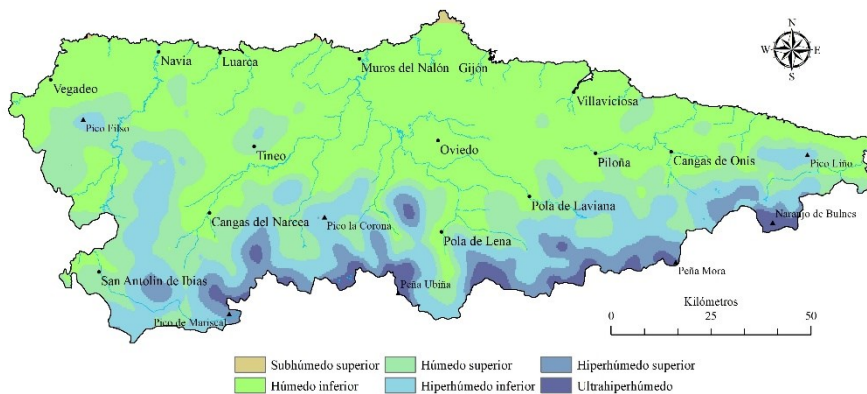 N
W E
S
Navia
Luarca
Muros del Nalón
Gijón
Vegadeo
Villaviciosa
Pico Filso
Tineo
Oviedo
Piloña
Cangas de Onís
Pico Liño
Pola de Laviana
Cangas del Narcea
Pico la Corona
Naranjo de Bulnes
Pola de Lena
San Antolín de Ibias
Peña Ubiña
Peña Mora
Pico de Mariscal
Kilómetros
0 25 50
Subhúmedo superior Húmedo superior Hiperhúmedo superior
Húmedo inferior Hiperhúmedo inferior Ultrahiperhúmedo